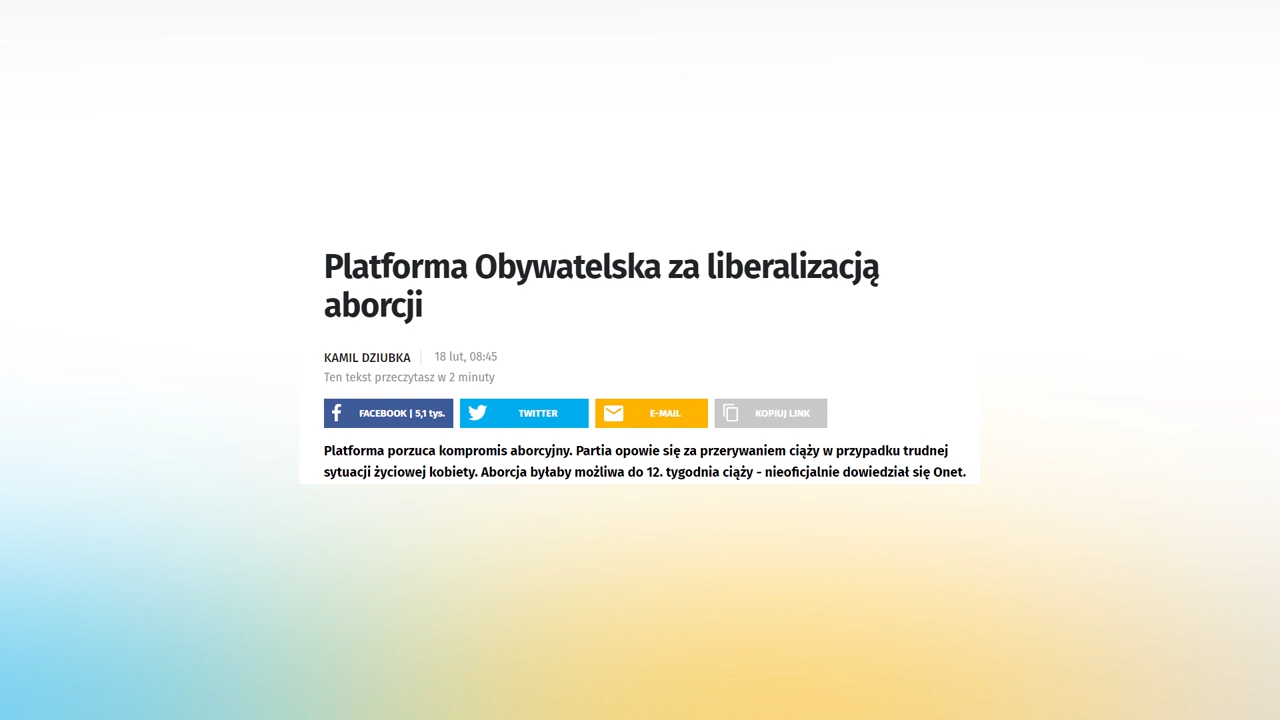 Platforma Obywatelska za liberalizacją
aborcji
KAMIL DZIUBKA 18 lut, 08:45
Ten tekst przeczytasz w 2 minuty
FACEBOOK | 5,1 tys. TWITTER E-MAIL KOPIUJ LINK
Platforma porzuca kompromis aborcyjny. Partia opowie się za przerywaniem ciąży w przypadku trudnej
sytuacji życiowej kobiety. Aborcja byłaby możliwa do 12. tygodnia ciąży - nieoficjalnie dowiedział się Onet.